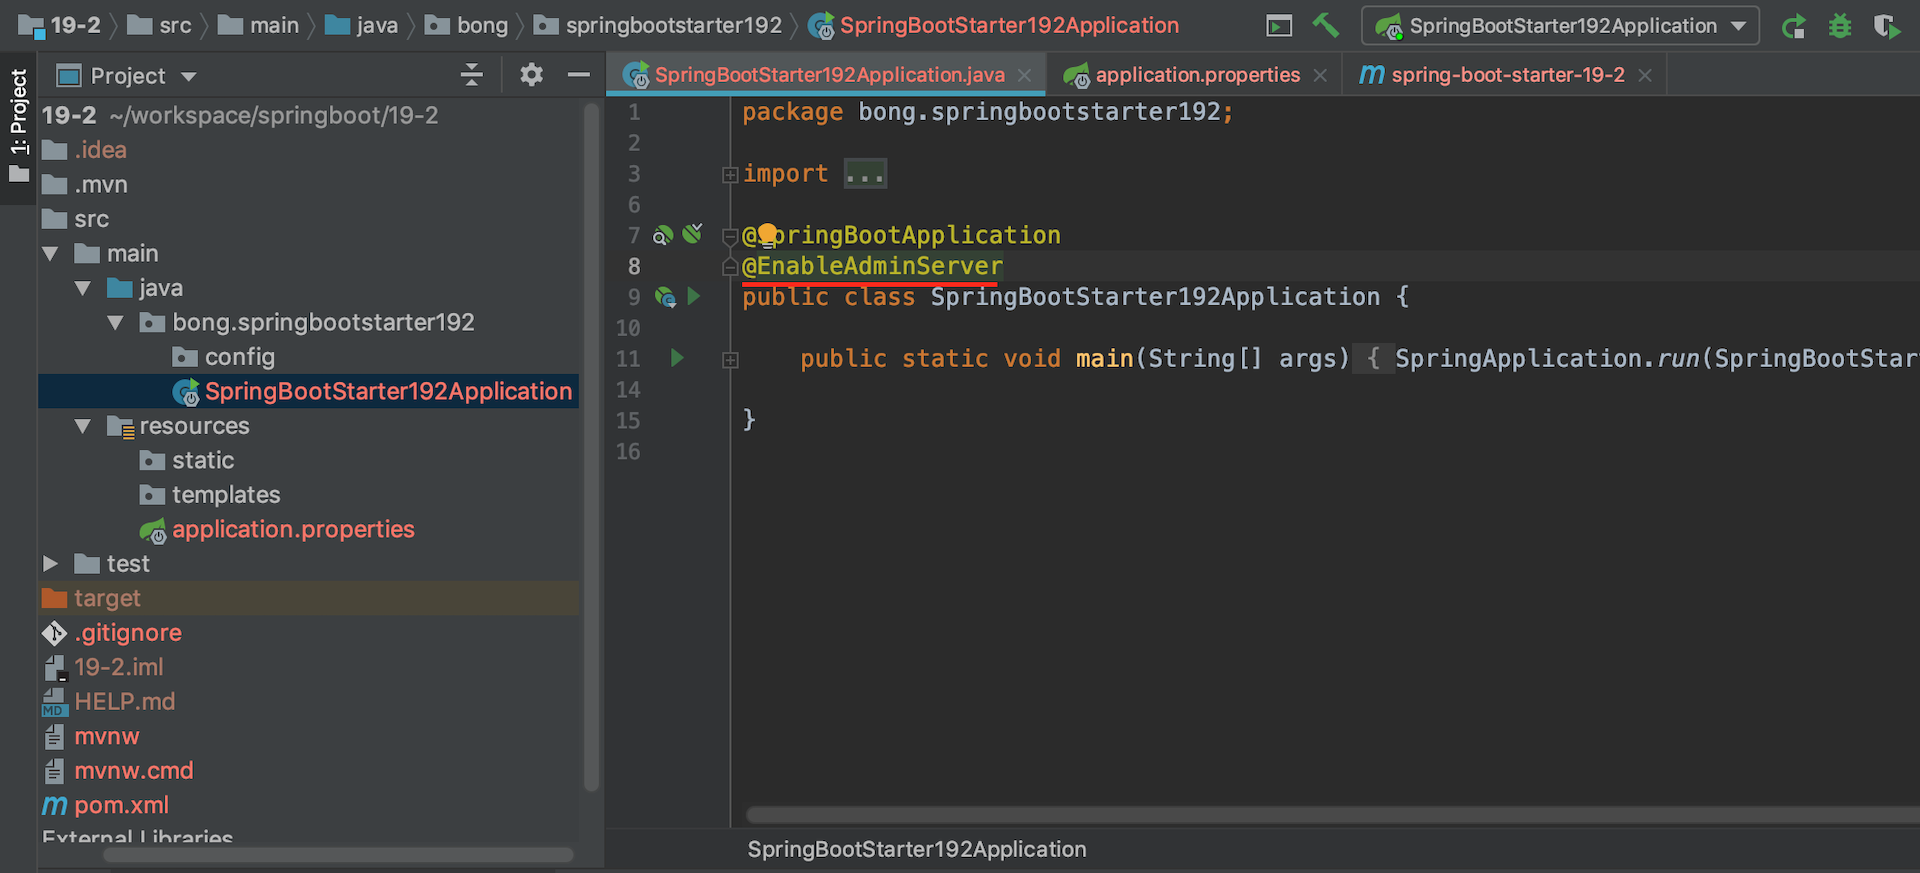 19-2 src main java bong springbootstarter192 SpringBootStarter192Application SpringBootStarter192Application
1: Project
Project
19-2 ~/workspace/springboot/19-2
.idea
.mvn
src
main
java
bong.springbootstarter192
config
SpringBootStarter192Application
resources
static
templates
application.properties
test
target
.gitignore
19-2.iml
HELP.md
mvnw
mvnw.cmd
pom.xml
External Libraries
SpringBootStarter192Application.java application.properties spring-boot-starter-19-2
1 package bong.springbootstarter192;
2
3 import ...
6
7 @SpringBootApplication
8 @EnableAdminServer
9 public class SpringBootStarter192Application {
10
11 public static void main(String[] args) { SpringApplication.run(SpringBootStar
14
15 }
16
SpringBootStarter192Application